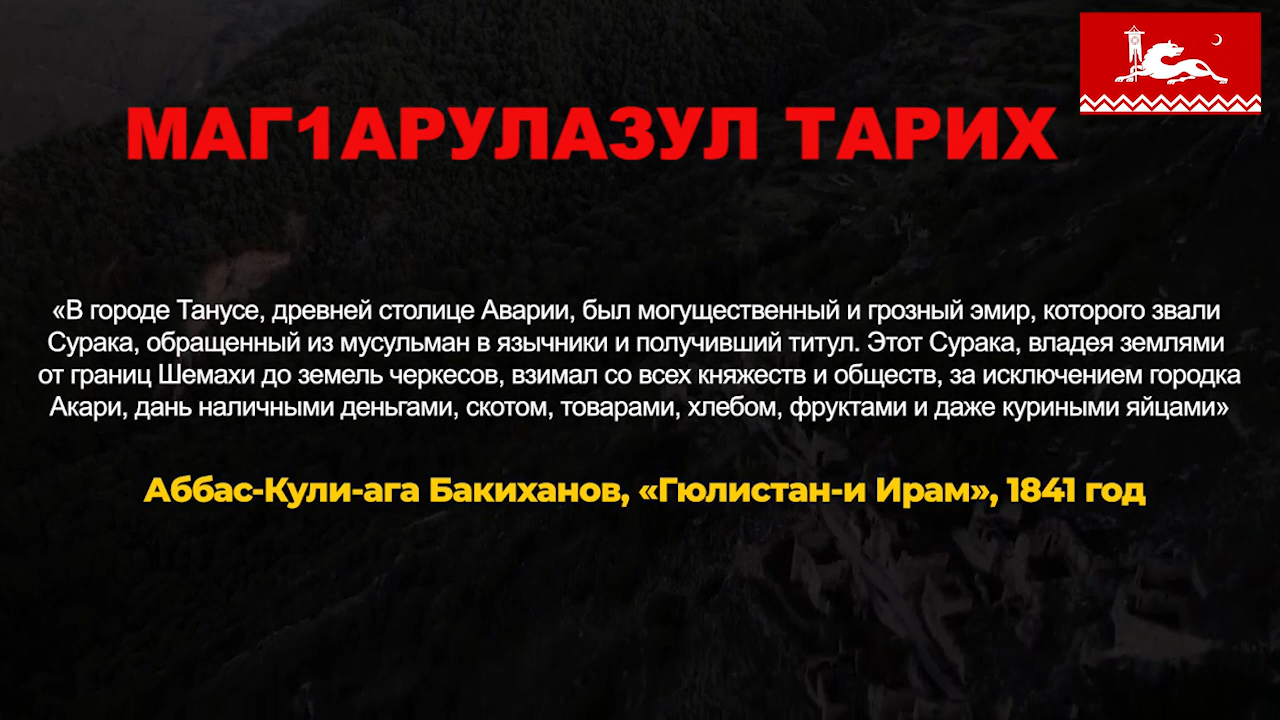 МАГ1АРУЛАЗУЛ ТАРИХ
«В городе Танусе, древней столице Аварии, был могущественный и грозный эмир, которого звали
Сурака, обращенный из мусульман в язычники и получивший титул. Этот Сурака, владея землями
от границ Шемахи до земель черкесов, взимал со всех княжеств и обществ, за исключением городка
Акари, дань наличными деньгами, скотом, товарами, хлебом, фруктами и даже куриными яйцами»
Аббас-Кули-ага Бакиханов, «Гюлистан-и Ирам», 1841 год